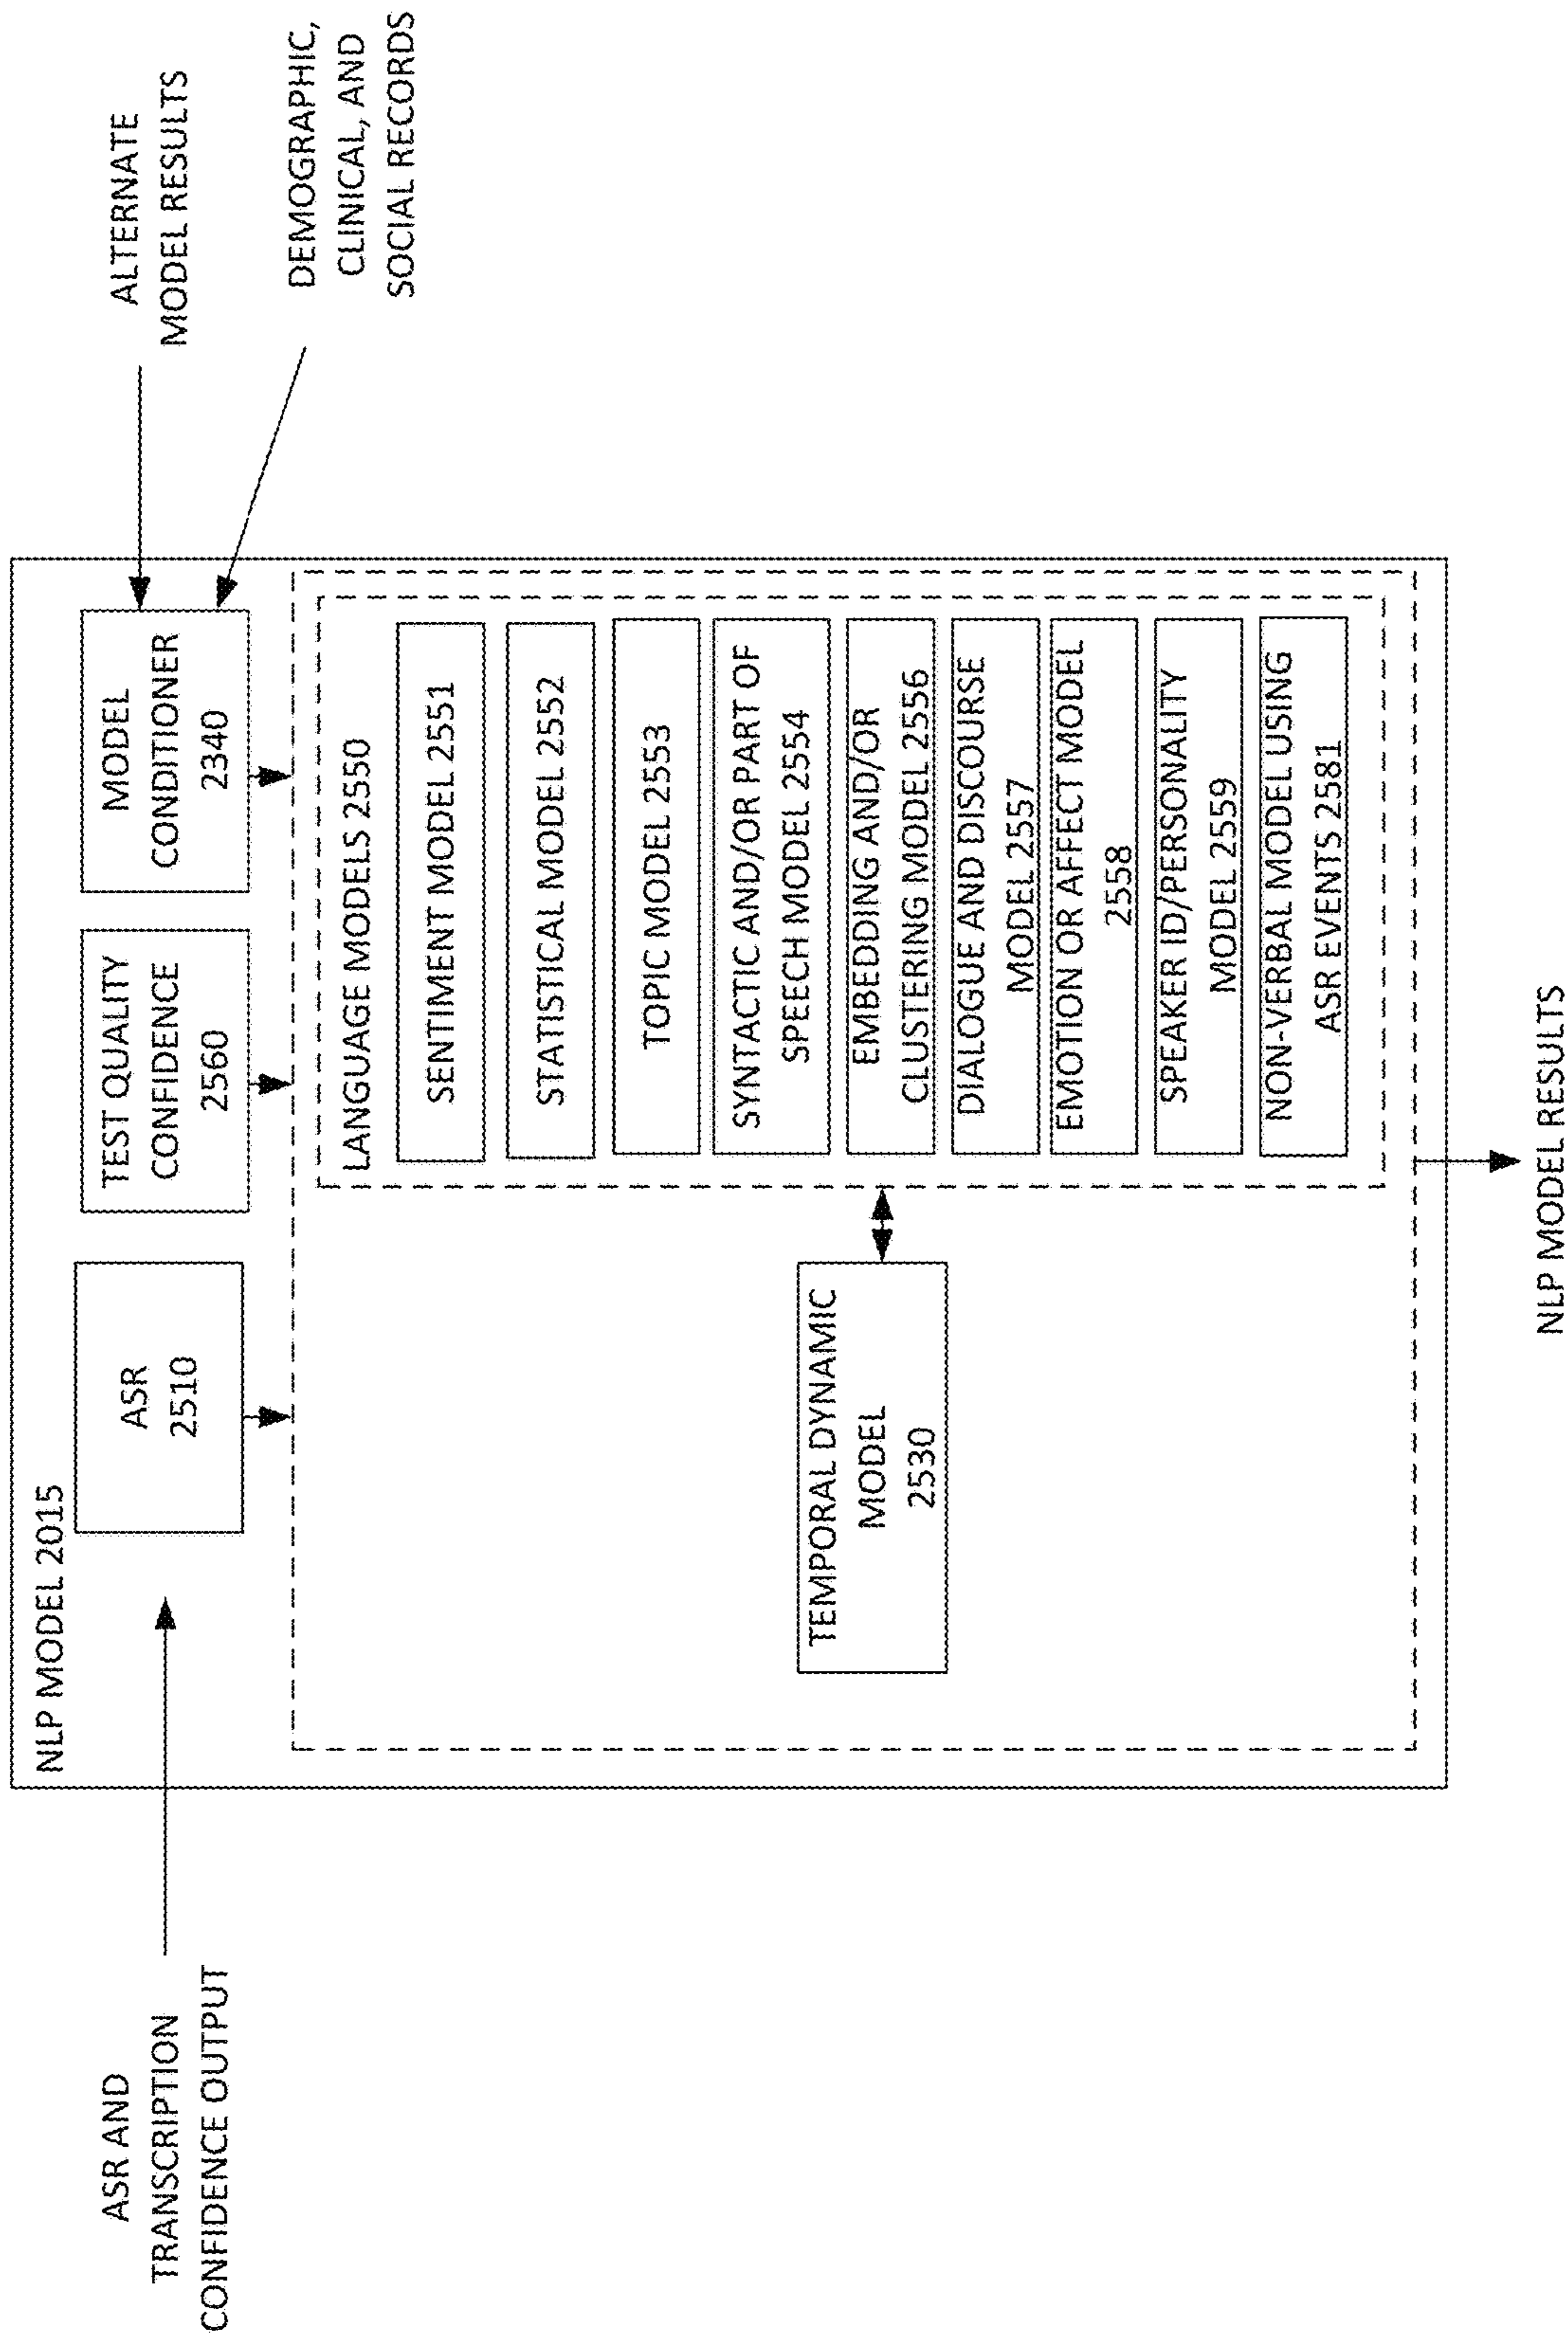 NLP MODEL 2015
ASR AND
TRANSCRIPTION
CONFIDENCE OUTPUT
ASR
2510
TEST QUALITY
CONFIDENCE
2560
MODEL
CONDITIONER
2340
ALTERNATE
MODEL RESULTS
DEMOGRAPHIC,
CLINICAL, AND
SOCIAL RECORDS
TEMPORAL DYNAMIC
MODEL
2530
LANGUAGE MODELS 2550
SENTIMENT MODEL 2551
STATISTICAL MODEL 2552
TOPIC MODEL 2553
SYNTACTIC AND/OR PART OF
SPEECH MODEL 2554
EMBEDDING AND/OR
CLUSTERING MODEL 2556
DIALOGUE AND DISCOURSE
MODEL 2557
EMOTION OR AFFECT MODEL
2558
SPEAKER ID/PERSONALITY
MODEL 2559
NON-VERBAL MODEL USING
ASR EVENTS 2581
NLP MODEL RESULTS